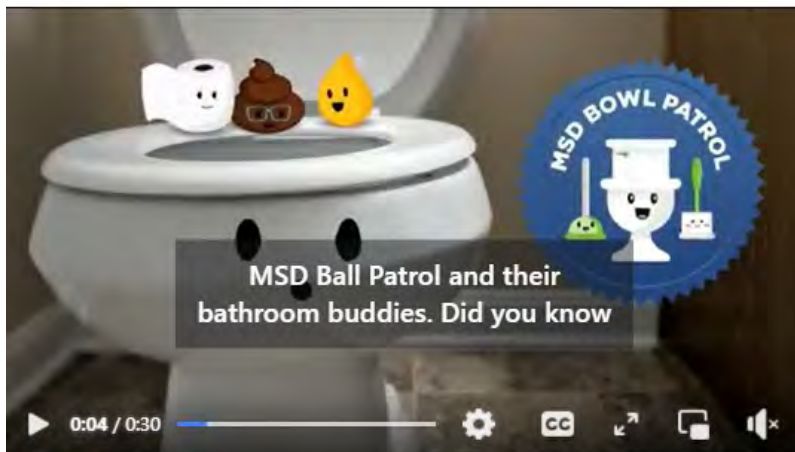 MSD BOWL PATROL
MSD Ball Patrol and their
bathroom buddies. Did you know
0:04 / 0:30
CC